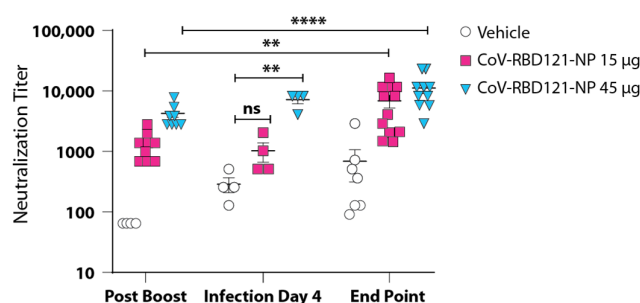 ****
100,000
**
Vehicle
CoV-RBD121-NP 15 µg
CoV-RBD121-NP 45 µg
**
10,000
ns
1000
100
10
Neutralization Titer
Post Boost
Infection Day 4
End Point